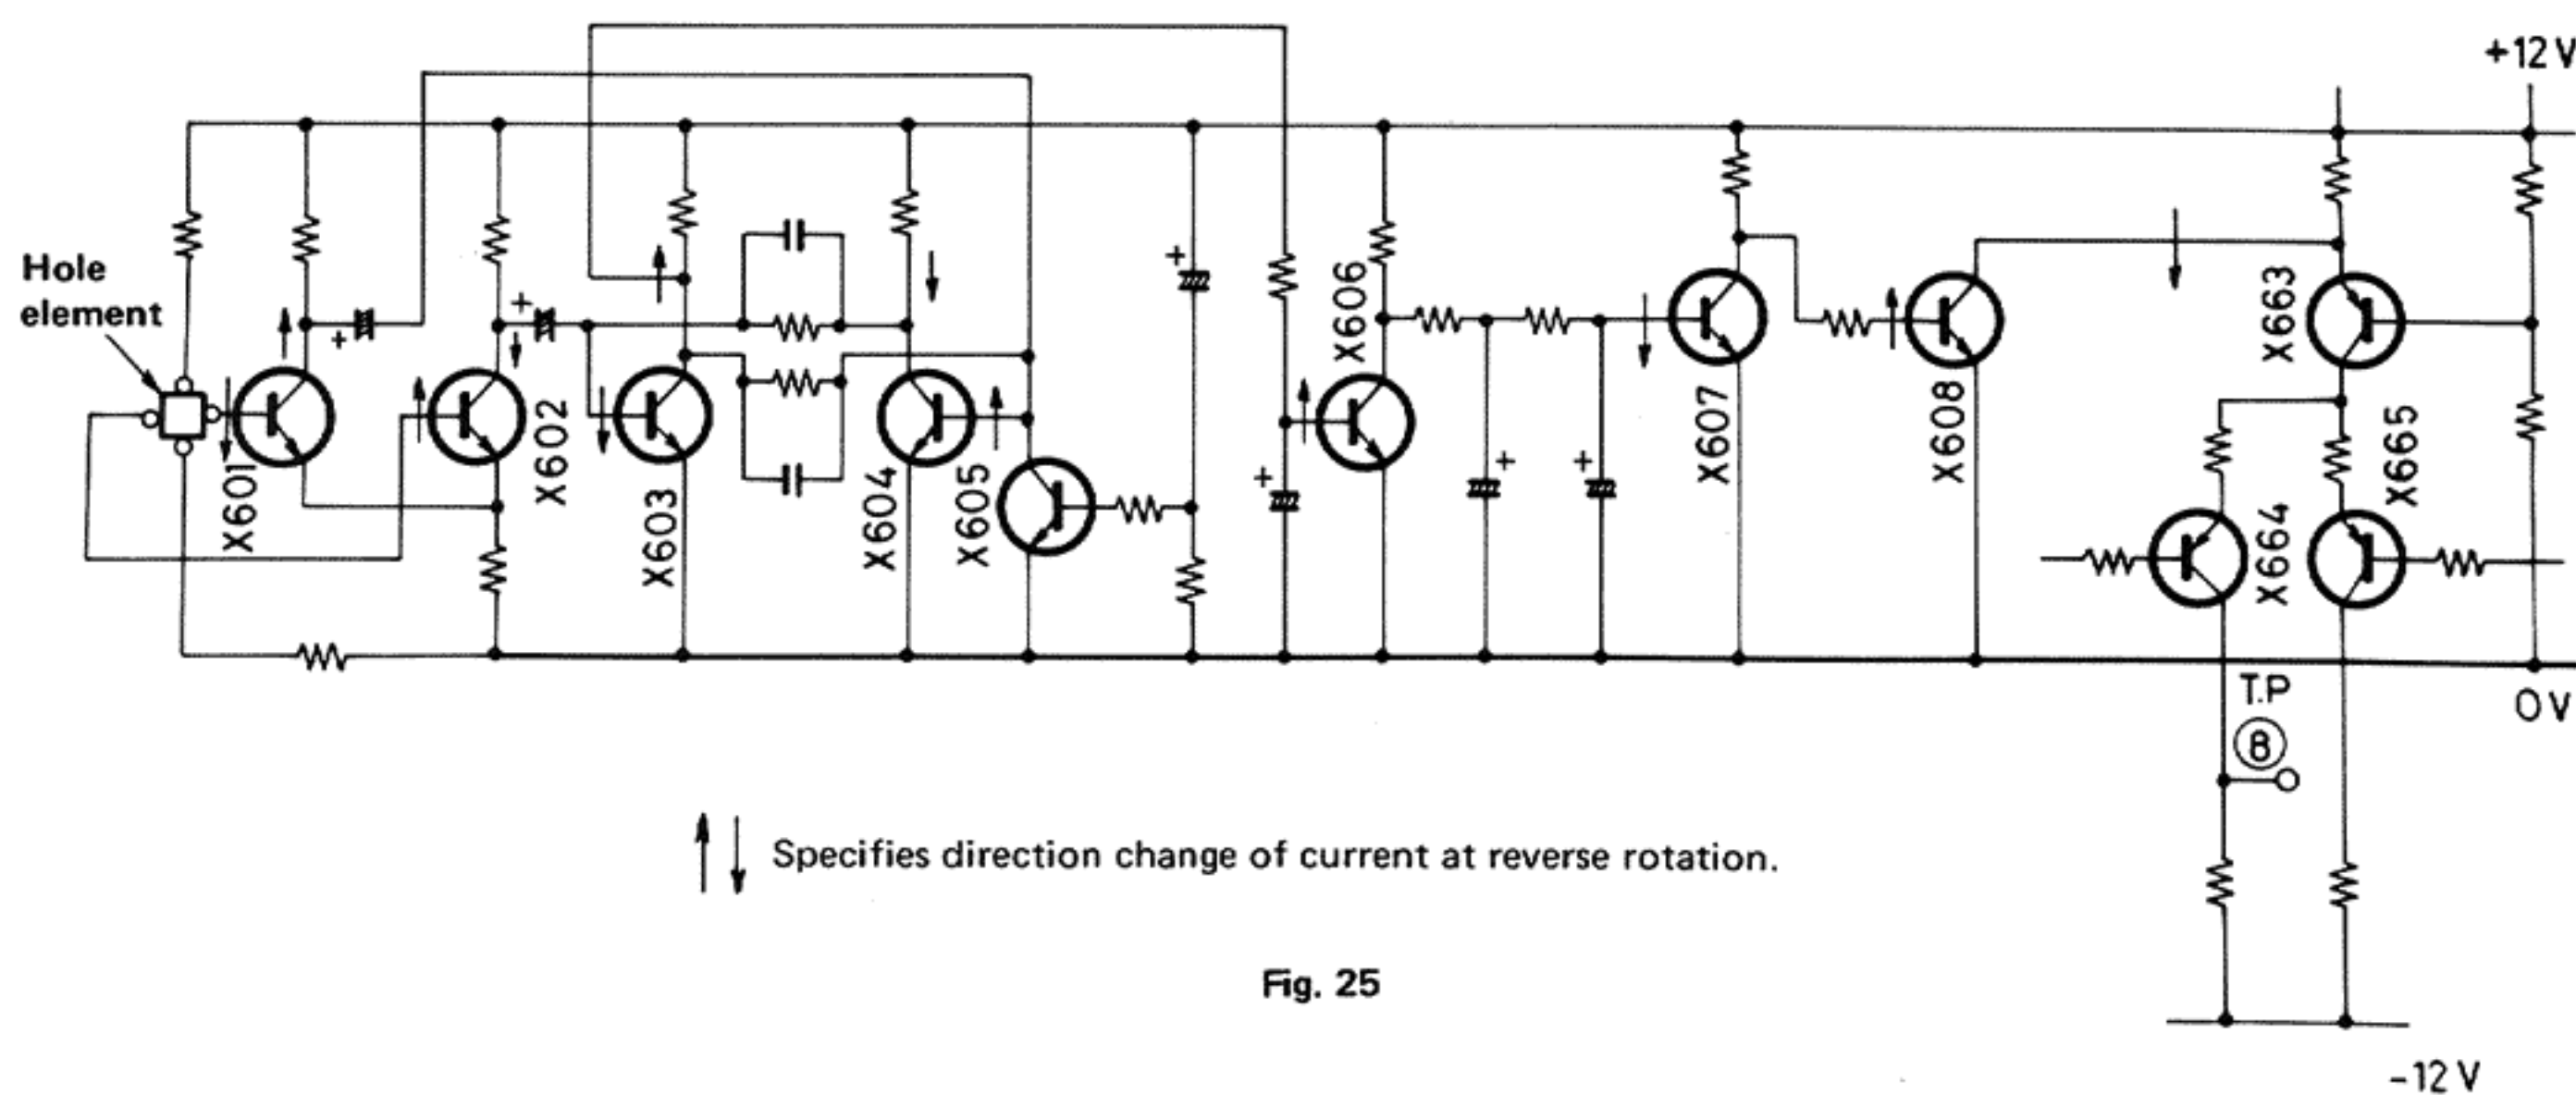 +12 V
Hole
element
+
+
+
+
+
+
X601
X602
X603
X604
X605
X606
X607
X608
X663
X664
X665
T.P
8
0 V
Specifies direction change of current at reverse rotation.
Fig. 25
-12 V